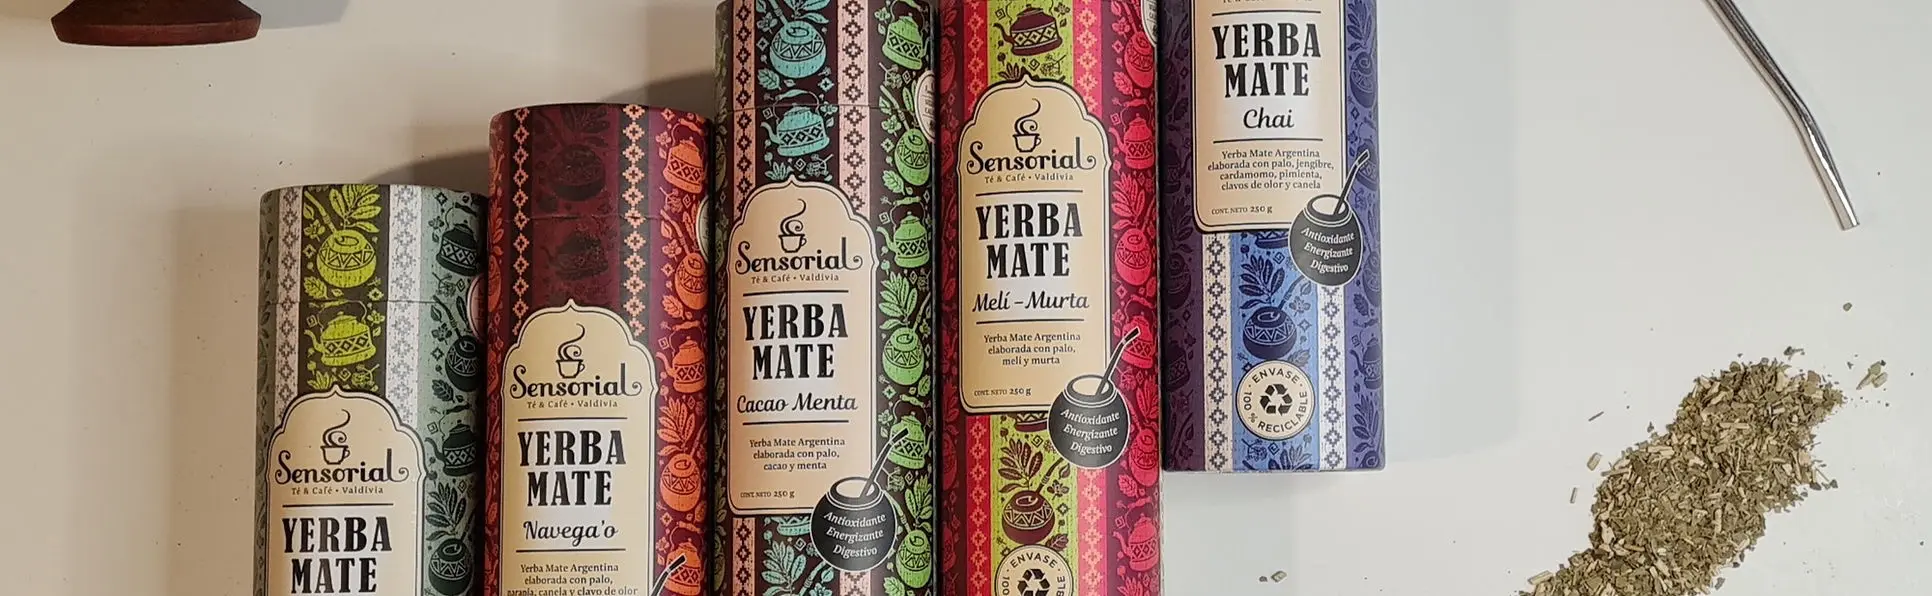 Sensorial
Té & Café • Valdivia
YERBA
MATE
Sensorial
Té & Café • Valdivia
YERBA
MATE
Navega'o
Yerba Mate Argentina
elaborada con palo,
naranja, canela y clavo de olor
Sensorial
Té & Café • Valdivia
YERBA
MATE
Cacao Menta
Yerba Mate Argentina
elaborada con palo,
cacao y menta
CONT. NETO 250 g
Antioxidante
Energizante
Digestivo
Sensorial
Té & Café • Valdivia
YERBA
MATE
Melí – Murta
Yerba Mate Argentina
elaborada con palo,
meli y murta
CONT. NETO 250 g
Antioxidante
Energizante
Digestivo
ENVASE
100%
YERBA
MATE
Chai
Yerba Mate Argentina
elaborada con palo, jengibre,
cardamomo, pimienta,
clavos de olor y canela
CONT. NETO 250 g
Antioxidante
Energizante
Digestivo
ENVASE
100% RECICLABLE